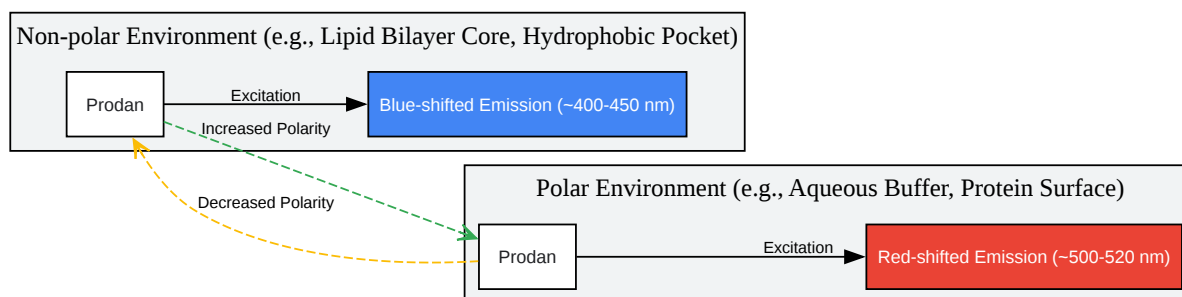 Non-polar Environment (e.g., Lipid Bilayer Core, Hydrophobic Pocket)
Prodan
Excitation
Blue-shifted Emission (~400-450 nm)
Increased Polarity
Decreased Polarity
Polar Environment (e.g., Aqueous Buffer, Protein Surface)
Prodan
Excitation
Red-shifted Emission (~500-520 nm)